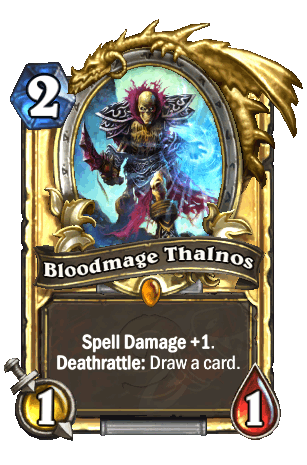 2
Bloodmage Thalnos
Spell Damage +1.
Deathrattle: Draw a card.
1
1